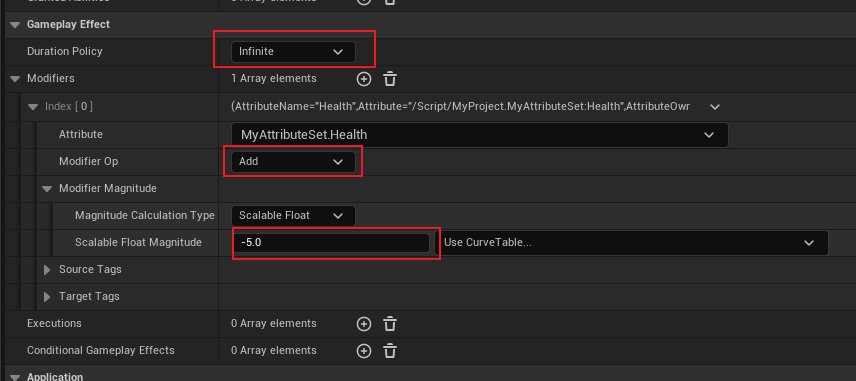 Granted Abilities 0 Array elements
Gameplay Effect
Duration Policy Infinite
Modifiers 1 Array elements
Index [ 0 ] (AttributeName="Health",Attribute="/Script/MyProject.MyAttributeSet:Health",AttributeOwr
Attribute MyAttributeSet.Health
Modifier Op Add
Modifier Magnitude
Magnitude Calculation Type Scalable Float
Scalable Float Magnitude -5.0 Use CurveTable...
Source Tags
Target Tags
Executions 0 Array elements
Conditional Gameplay Effects 0 Array elements
Application